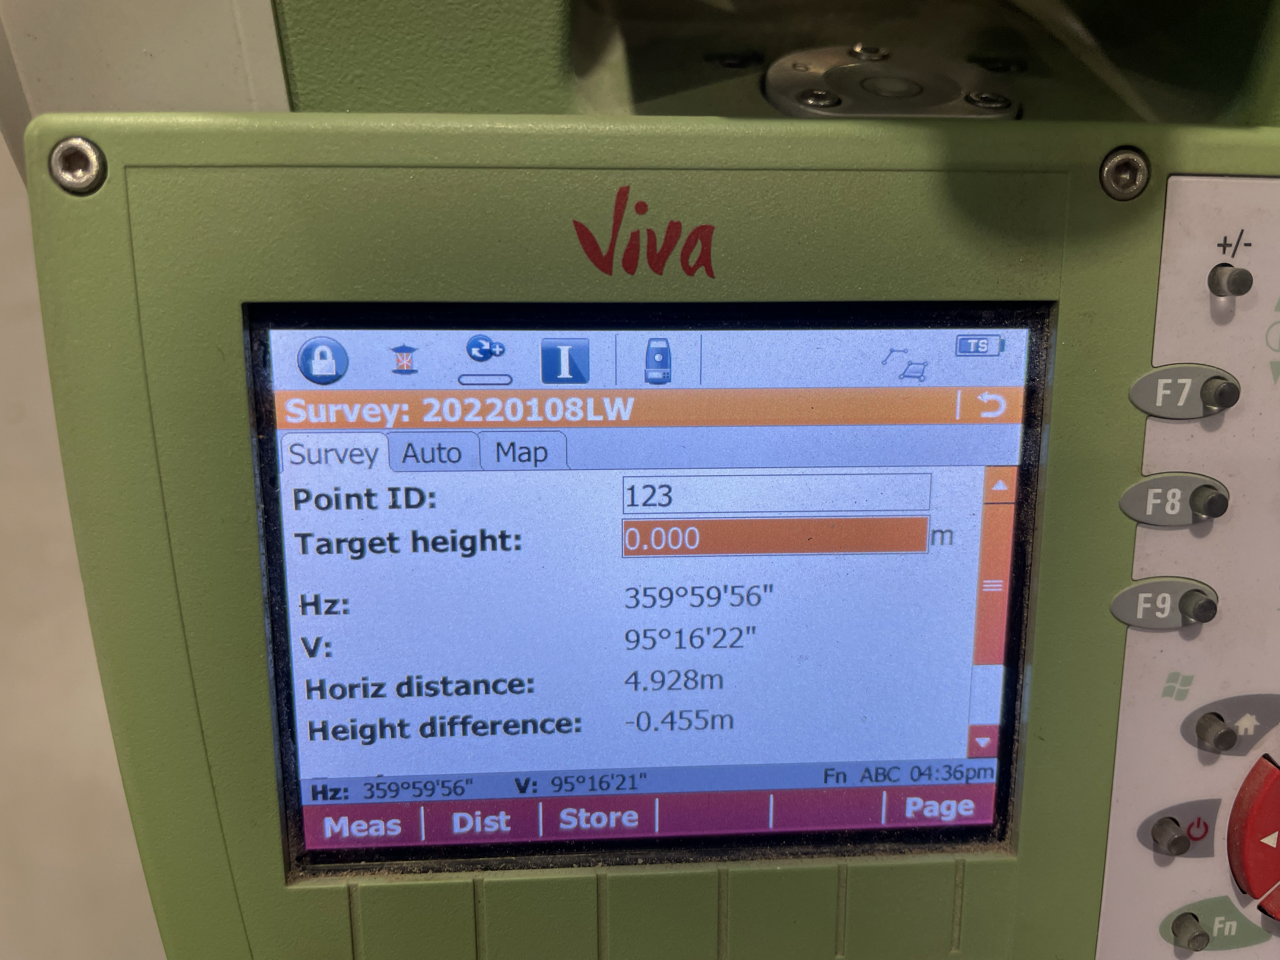 Viva
+/-
I
TS
Survey: 20220108LW
F7
Survey Auto Map
Point ID: 123
F8
Target height: 0.000 m
Hz: 359°59'56"
F9
V: 95°16'22"
Horiz distance: 4.928m
Height difference: -0.455m
Hz: 359°59'56" V: 95°16'21" Fn ABC 04:36pm
Meas Dist Store Page
Fn